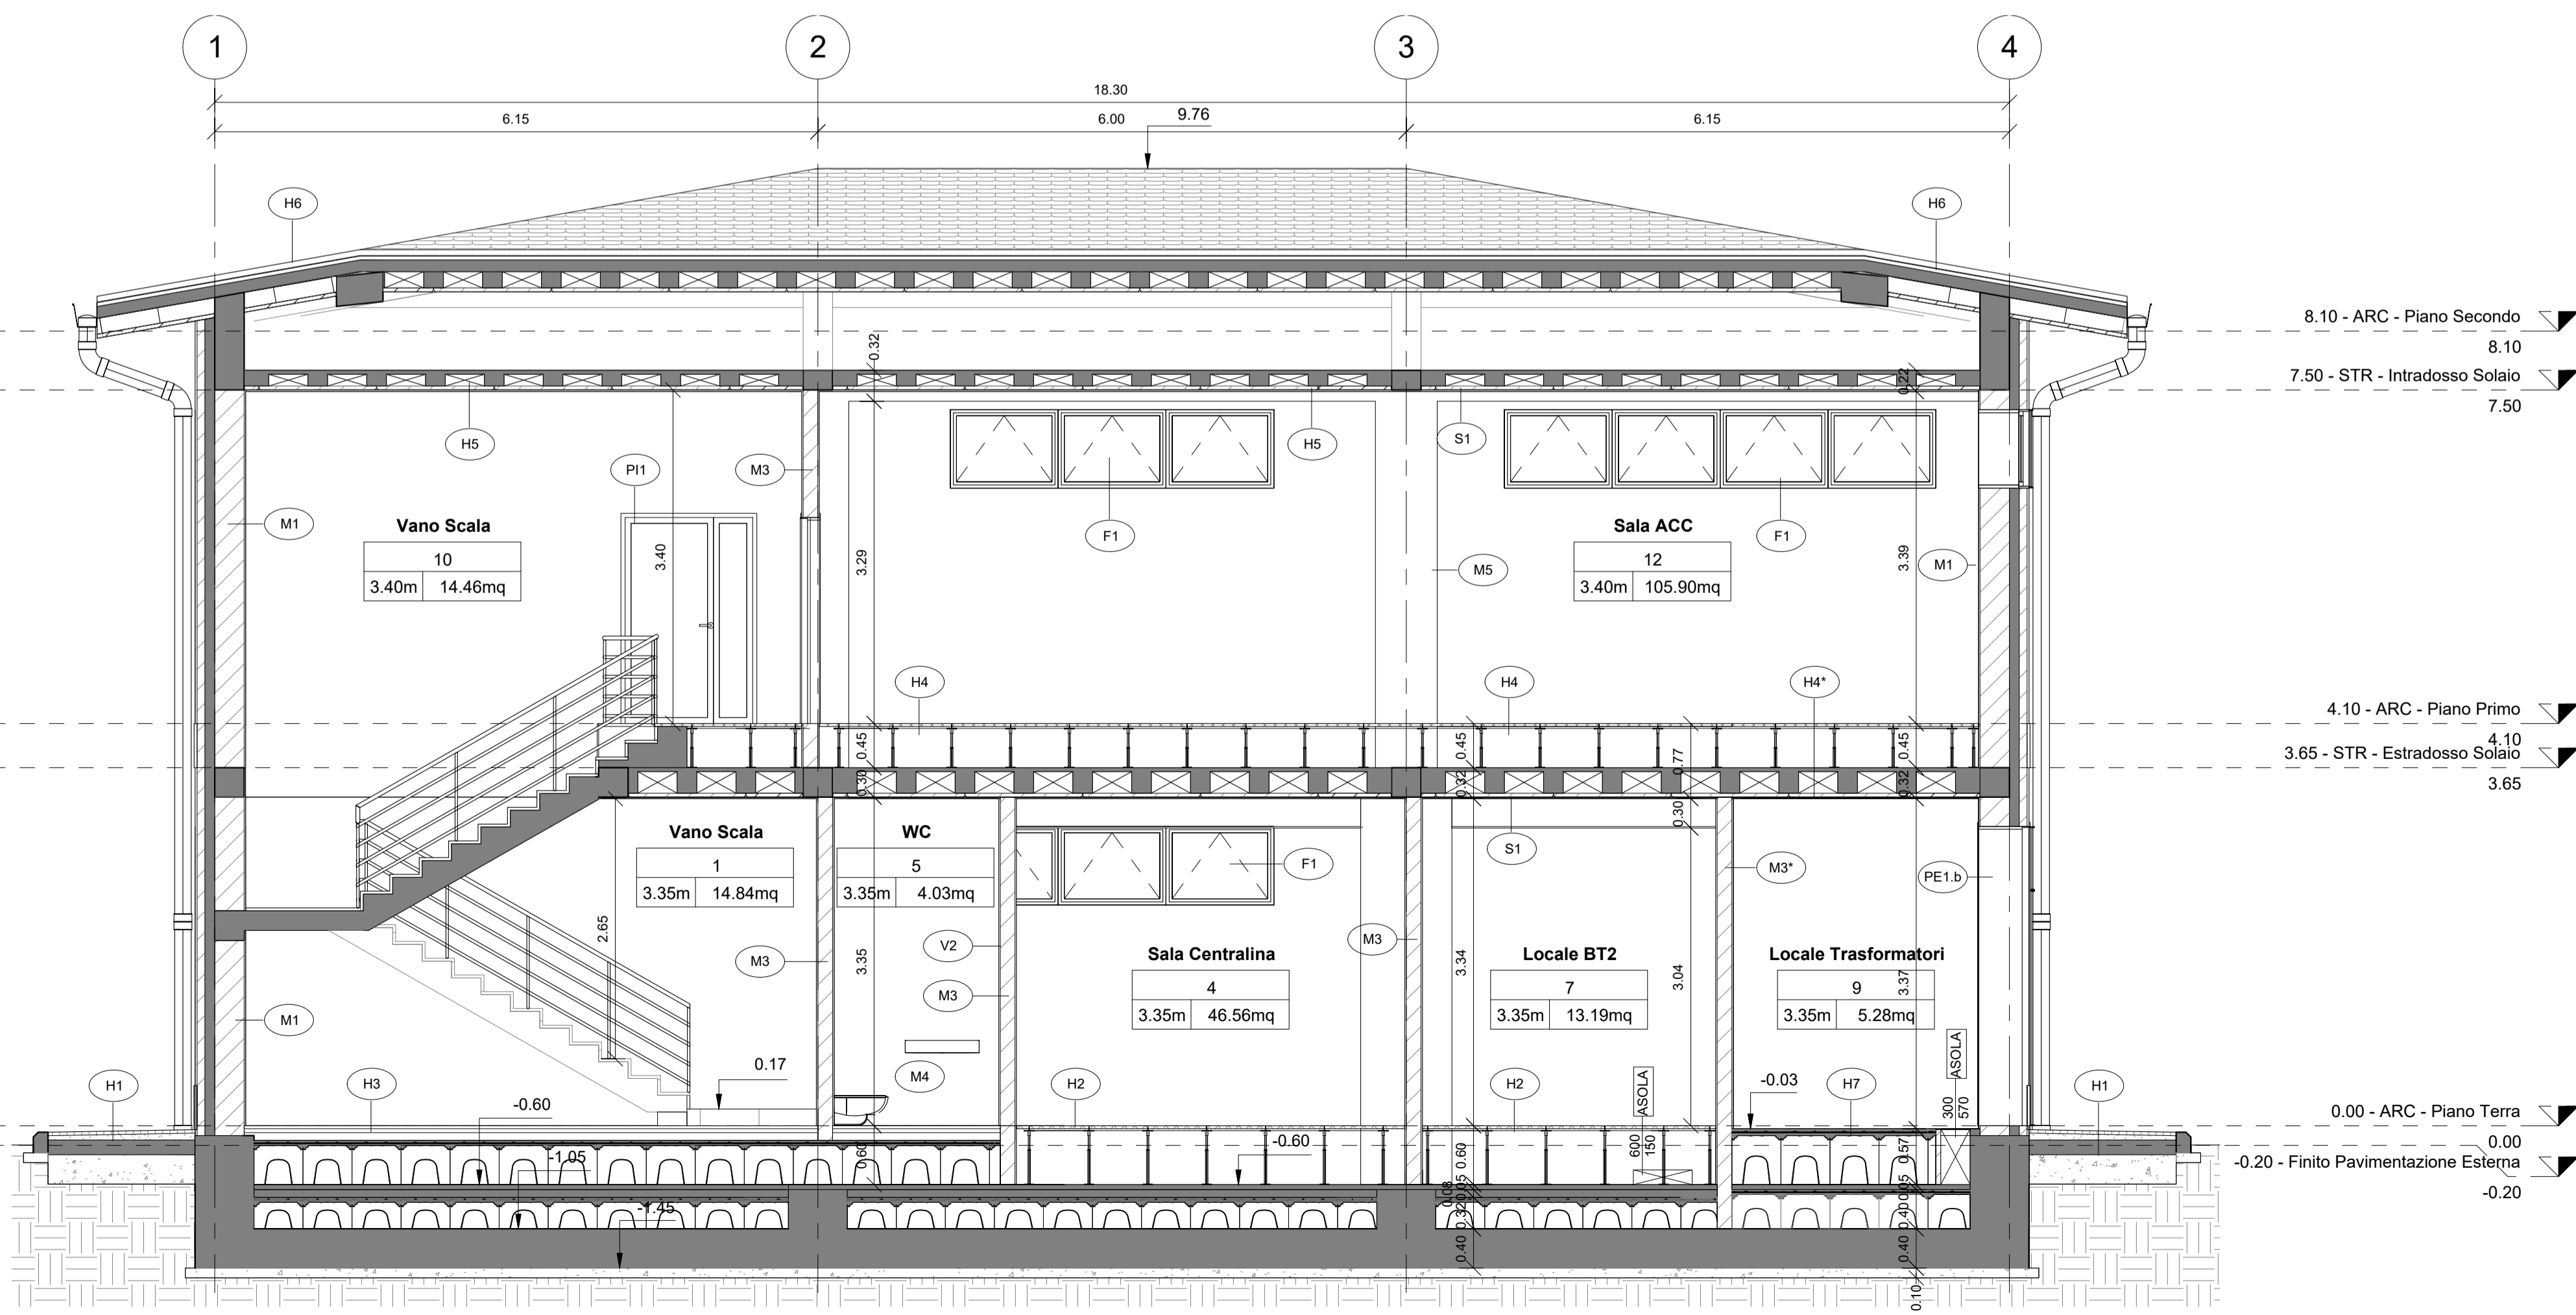 1
2
3
4
18.30
6.15
6.00
6.15
9.76
H6
H6
8.10 - ARC - Piano Secondo
8.10
0.32
0.22
7.50 - STR - Intradosso Solaio
7.50
H5
PI1
M3
H5
S1
M1
Vano Scala
10
3.40m 14.46mq
3.40
3.29
F1
Sala ACC
12
3.40m 105.90mq
F1
3.39
M5
M1
H4
H4
H4*
4.10 - ARC - Piano Primo
4.10
0.45
0.45
0.77
0.45
3.65 - STR - Estradosso Solaio
3.65
0.30
0.32
0.32
0.30
Vano Scala
1
3.35m 14.84mq
WC
5
3.35m 4.03mq
F1
S1
M3*
PE1.b
2.65
3.35
V2
M3
M3
M3
Sala Centralina
4
3.35m 46.56mq
3.34
Locale BT2
7
3.35m 13.19mq
3.04
Locale Trasformatori
9
3.35m 5.28mq
3.37
M1
M4
0.17
H1
H3
H2
H2
ASOLA
600
150
-0.03
H7
ASOLA
300
570
H1
0.00 - ARC - Piano Terra
0.00
-0.60
-0.60
0.60
0.60
0.57
-0.20 - Finito Pavimentazione Esterna
-0.20
-1.05
-1.45
0.08
0.05
0.32
0.40
0.05
0.40
0.40
0.10